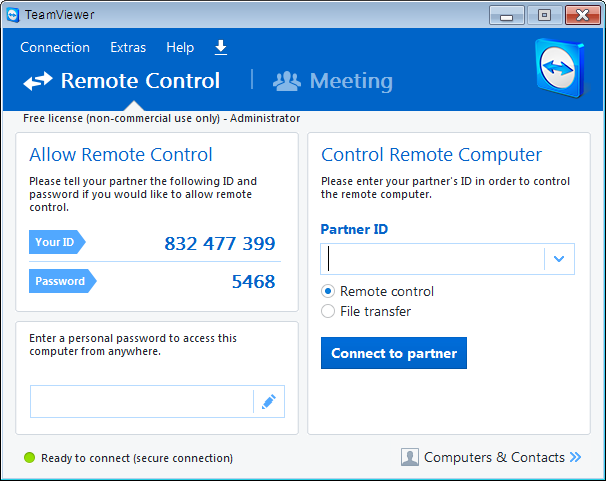 TeamViewer
Connection Extras Help
Remote Control Meeting
Free license (non-commercial use only) - Administrator
Allow Remote Control
Please tell your partner the following ID and
password if you would like to allow remote
control.
Your ID 832 477 399
Password 5468
Enter a personal password to access this
computer from anywhere.
Control Remote Computer
Please enter your partner's ID in order to control
the remote computer.
Partner ID
Remote control
File transfer
Connect to partner
Ready to connect (secure connection)
Computers & Contacts